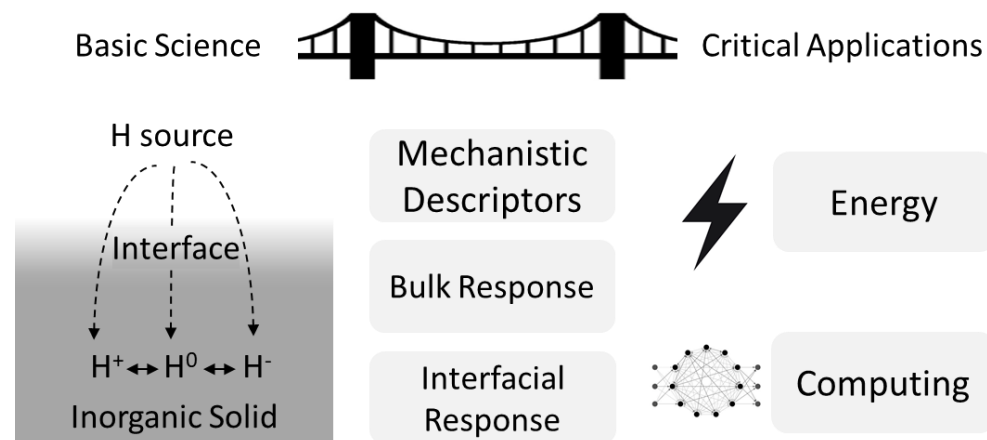 Basic Science
Critical Applications
H source
Interface
H⁺ ↔ H⁰ ↔ H⁻
Inorganic Solid
Mechanistic
Descriptors
Bulk Response
Interfacial
Response
Energy
Computing